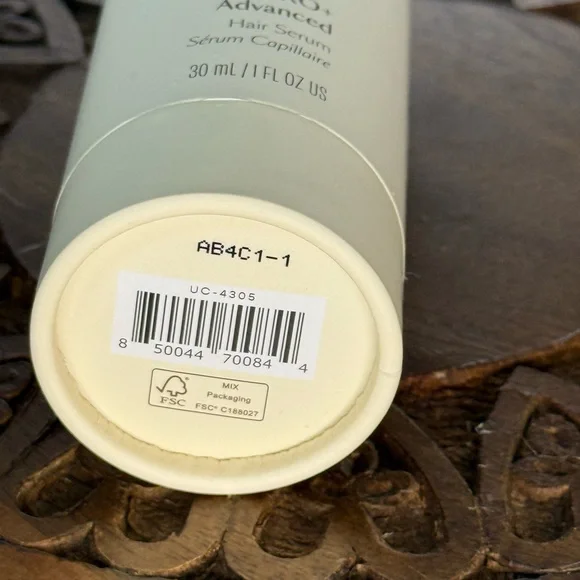 Advanced
Hair Serum
Sérum Capillaire
30 mL / 1 FL OZ US
AB4C1-1
UC-4305
8 50044 70084 4
FSC
MIX
Packaging
FSC® C188027